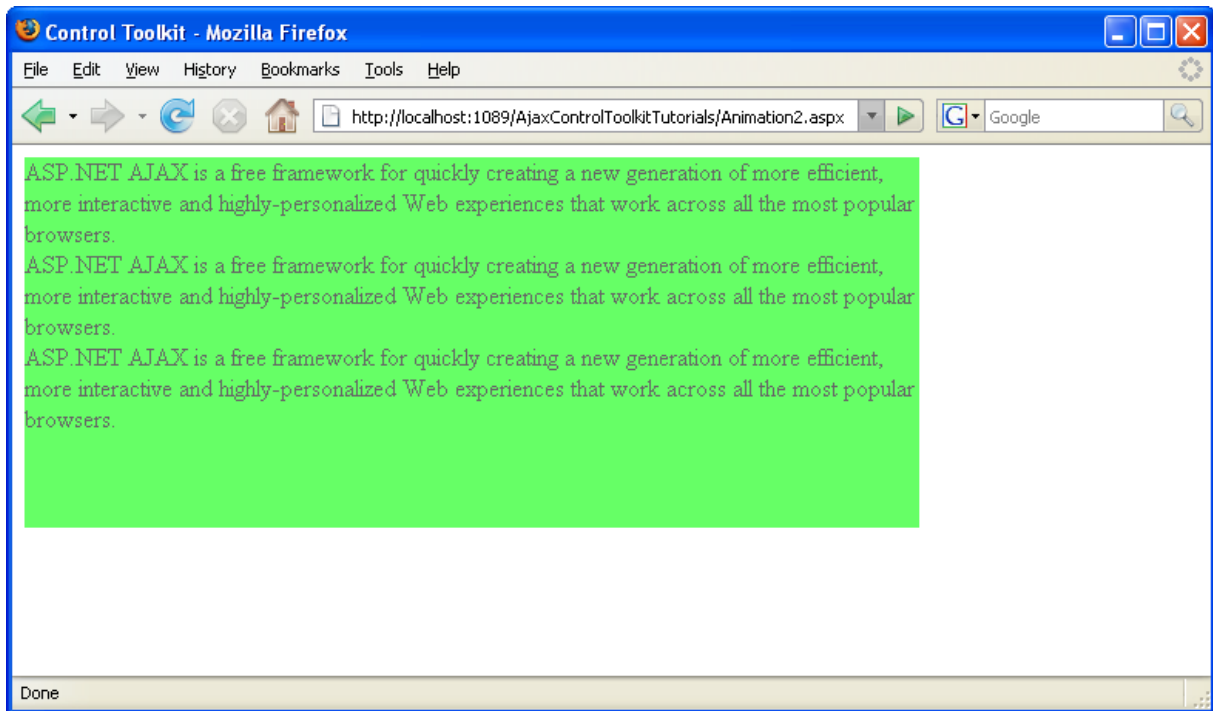 Control Toolkit - Mozilla Firefox
File Edit View History Bookmarks Tools Help
http://localhost:1089/AjaxControlToolkitTutorials/Animation2.aspx G Google
ASP.NET AJAX is a free framework for quickly creating a new generation of more efficient,
more interactive and highly-personalized Web experiences that work across all the most popular
browsers.
ASP.NET AJAX is a free framework for quickly creating a new generation of more efficient,
more interactive and highly-personalized Web experiences that work across all the most popular
browsers.
ASP.NET AJAX is a free framework for quickly creating a new generation of more efficient,
more interactive and highly-personalized Web experiences that work across all the most popular
browsers.
Done